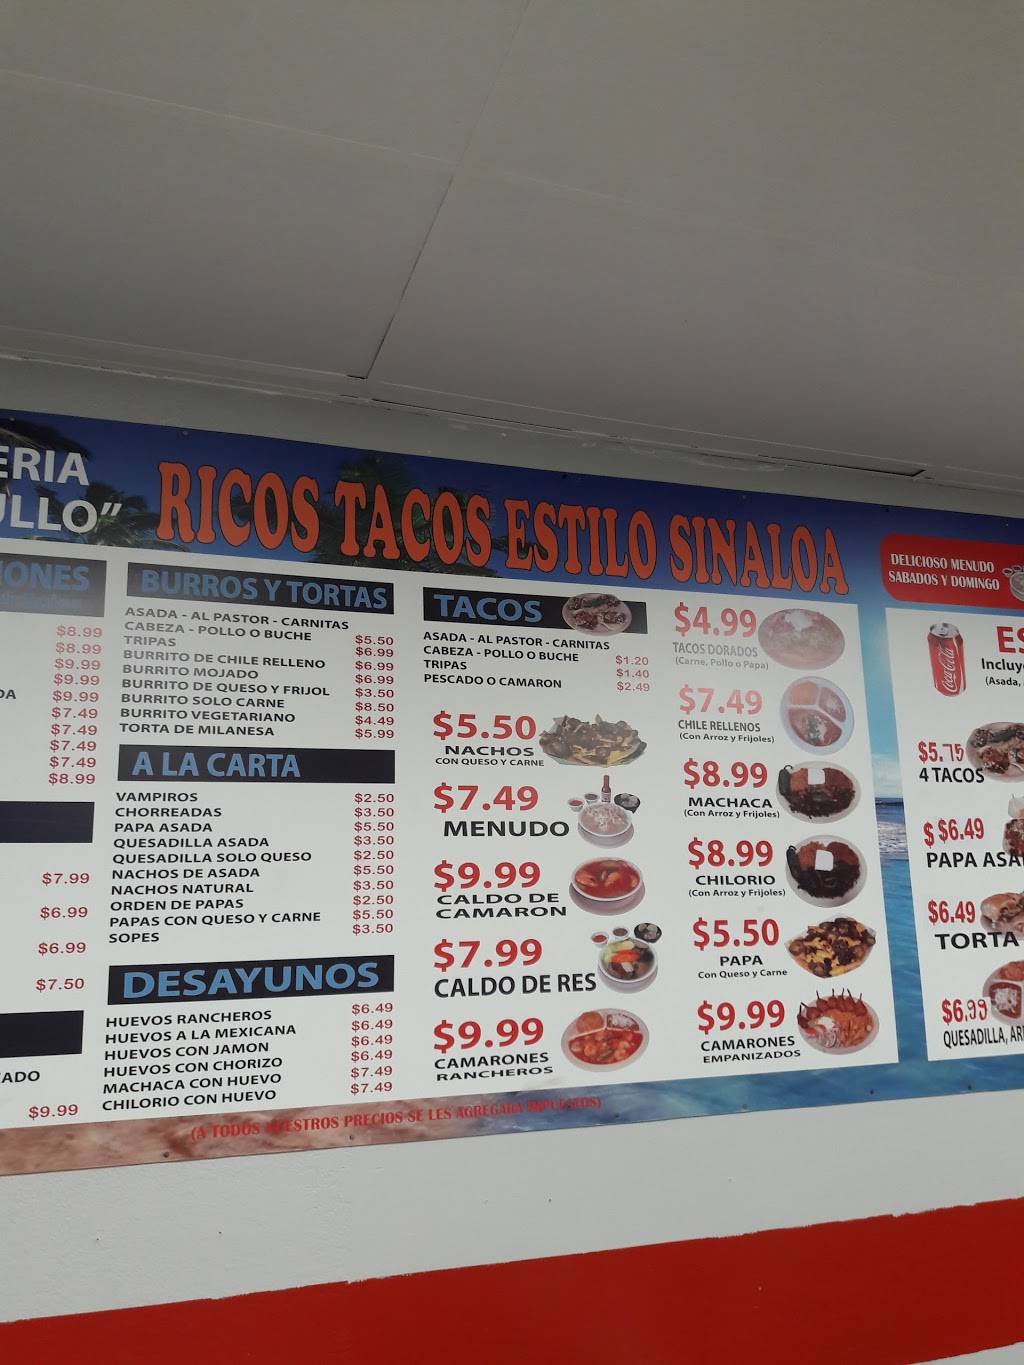 ERIA
ULLO”
RICOS TACOS ESTILO SINALOA
DELICIOSO MENUDO
SABADOS Y DOMINGO
IONES
$8.99
$8.99
$9.99
$9.99
DA $9.99
$7.49
$7.49
$7.49
$7.49
$8.99
$7.99
$6.99
$6.99
$7.50
ADO
$9.99
BURROS Y TORTAS
ASADA - AL PASTOR - CARNITAS
CABEZA - POLLO O BUCHE $5.50
TRIPAS $6.99
BURRITO DE CHILE RELLENO $6.99
BURRITO MOJADO $6.99
BURRITO DE QUESO Y FRIJOL $3.50
BURRITO SOLO CARNE $8.50
BURRITO VEGETARIANO $4.49
TORTA DE MILANESA $5.99
A LA CARTA
VAMPIROS $2.50
CHORREADAS $3.50
PAPA ASADA $5.50
QUESADILLA ASADA $3.50
QUESADILLA SOLO QUESO $2.50
NACHOS DE ASADA $5.50
NACHOS NATURAL $3.50
ORDEN DE PAPAS $2.50
PAPAS CON QUESO Y CARNE $5.50
SOPES $3.50
DESAYUNOS
HUEVOS RANCHEROS $6.49
HUEVOS A LA MEXICANA $6.49
HUEVOS CON JAMON $6.49
HUEVOS CON CHORIZO $6.49
MACHACA CON HUEVO $7.49
CHILORIO CON HUEVO $7.49
TACOS
ASADA - AL PASTOR - CARNITAS
CABEZA - POLLO O BUCHE $1.20
TRIPAS $1.40
PESCADO O CAMARON $2.49
$5.50
NACHOS
CON QUESO Y CARNE
$7.49
MENUDO
$9.99
CALDO DE
CAMARON
$7.99
CALDO DE RES
$9.99
CAMARONES
RANCHEROS
$4.99
TACOS DORADOS
(Carne, Pollo o Papa)
$7.49
CHILE RELLENOS
(Con Arroz y Frijoles)
$8.99
MACHACA
(Con Arroz y Frijoles)
$8.99
CHILORIO
(Con Arroz y Frijoles)
$5.50
PAPA
Con Queso y Carne
$9.99
CAMARONES
EMPANIZADOS
ES
Coca-Cola
Incluy
(Asada,
$5.75
4 TACOS
$ $6.49
PAPA ASA
$6.49
TORTA
$6.99
QUESADILLA, AR
(A TODOS NUESTROS PRECIOS SE LES AGREGARA IMPUESTOS)